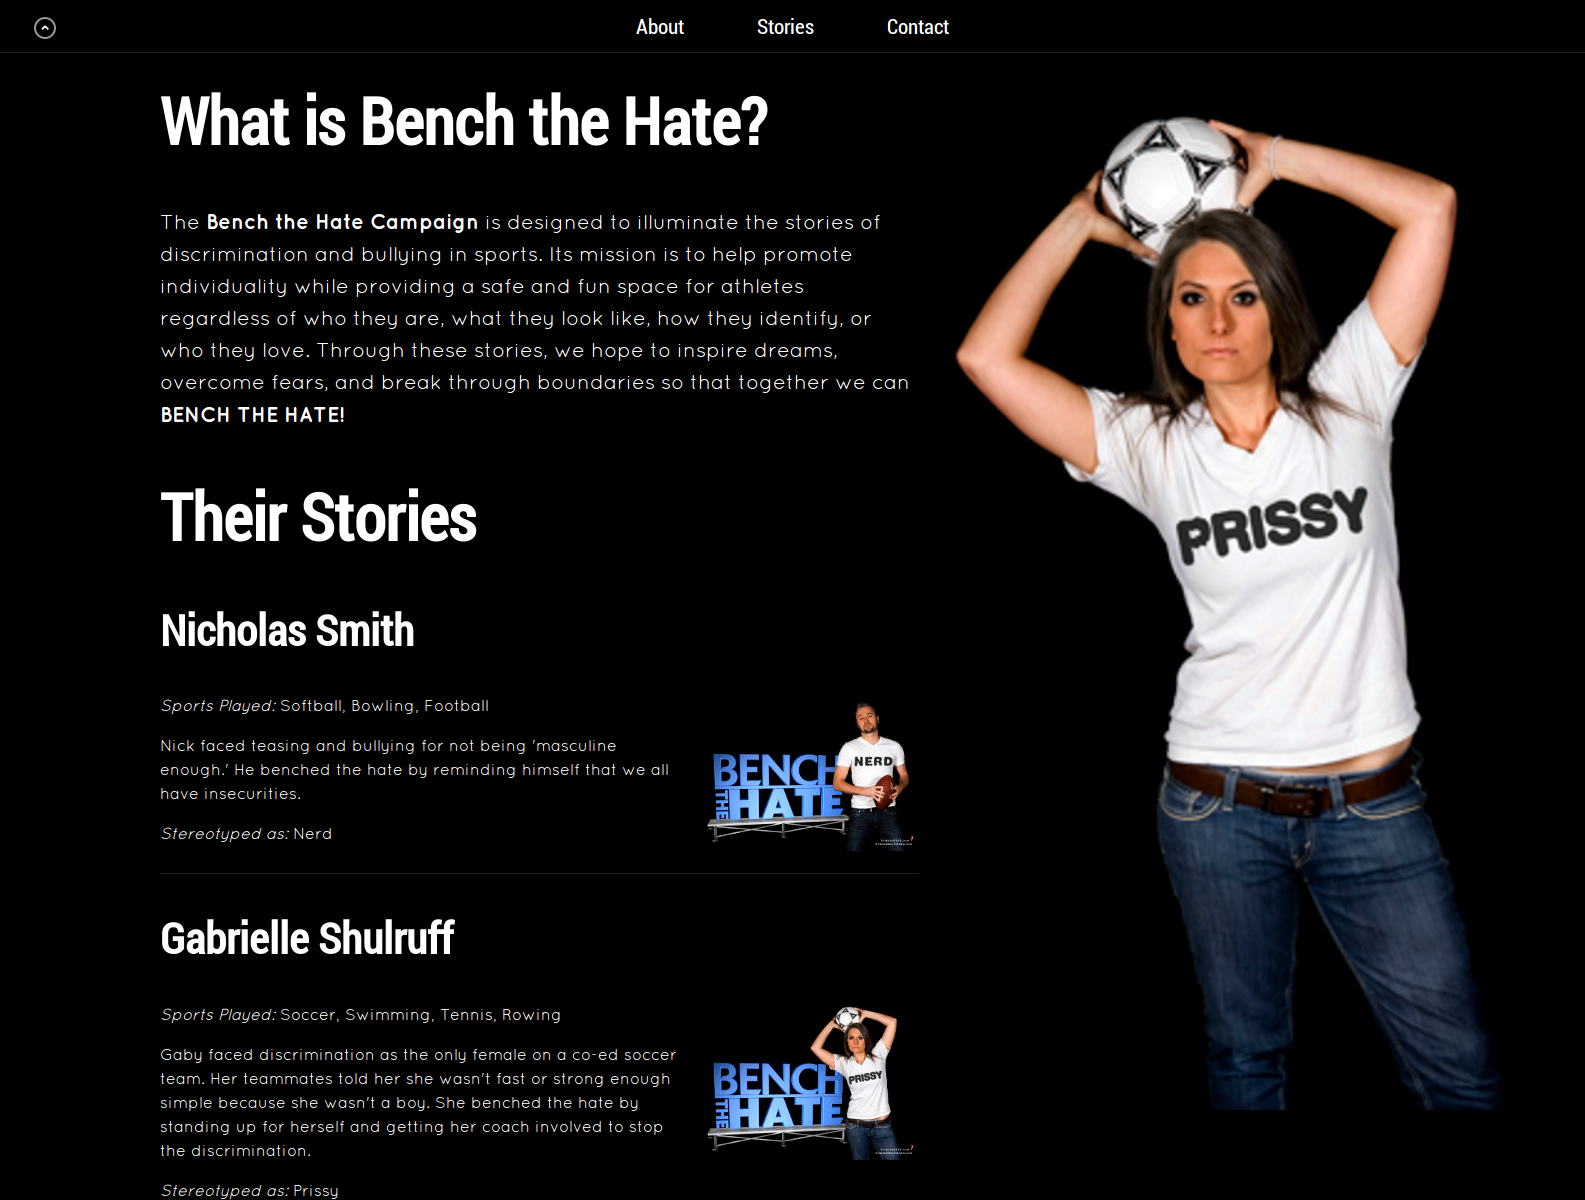 About Stories Contact
What is Bench the Hate?
The Bench the Hate Campaign is designed to illuminate the stories of
discrimination and bullying in sports. Its mission is to help promote
individuality while providing a safe and fun space for athletes
regardless of who they are, what they look like, how they identify, or
who they love. Through these stories, we hope to inspire dreams,
overcome fears, and break through boundaries so that together we can
BENCH THE HATE!
PRISSY
Their Stories
Nicholas Smith
Sports Played: Softball, Bowling, Football
Nick faced teasing and bullying for not being 'masculine
enough.' He benched the hate by reminding himself that we all
have insecurities.
Stereotyped as: Nerd
BENCH
THE
HATE
NERD
Gabrielle Shulruff
Sports Played: Soccer, Swimming, Tennis, Rowing
Gaby faced discrimination as the only female on a co-ed soccer
team. Her teammates told her she wasn't fast or strong enough
simple because she wasn't a boy. She benched the hate by
standing up for herself and getting her coach involved to stop
the discrimination.
Stereotyped as: Prissy
BENCH
THE
HATE
PRISSY